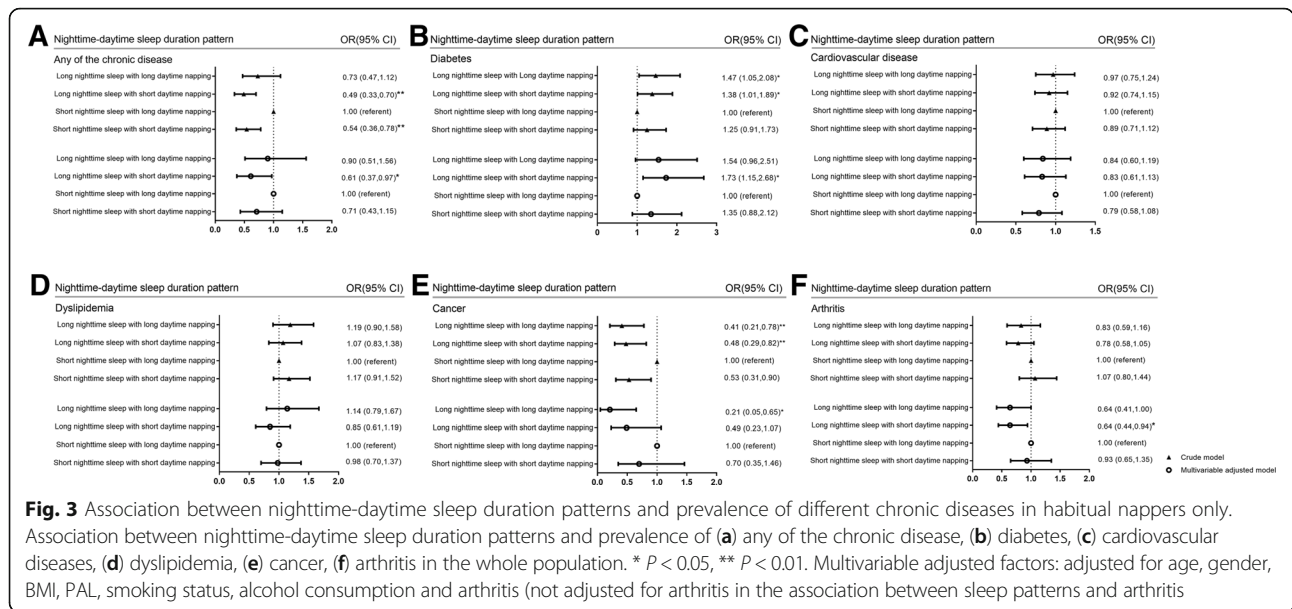 A Nighttime-daytime sleep duration pattern OR(95% CI)
Any of the chronic disease
Long nighttime sleep with long daytime napping 0.73 (0.47,1.12)
Long nighttime sleep with short daytime napping 0.49 (0.33,0.70)**
Short nighttime sleep with long daytime napping 1.00 (referent)
Short nighttime sleep with short daytime napping 0.54 (0.36,0.78)**
Long nighttime sleep with long daytime napping 0.90 (0.51,1.56)
Long nighttime sleep with short daytime napping 0.61 (0.37,0.97)*
Short nighttime sleep with long daytime napping 1.00 (referent)
Short nighttime sleep with short daytime napping 0.71 (0.43,1.15)
0.0 0.5 1.0 1.5 2.0
B Nighttime-daytime sleep duration pattern OR(95% CI)
Diabetes
Long nighttime sleep with Long daytime napping 1.47 (1.05,2.08)*
Long nighttime sleep with short daytime napping 1.38 (1.01,1.89)*
Short nighttime sleep with long daytime napping 1.00 (referent)
Short nighttime sleep with short daytime napping 1.25 (0.91,1.73)
Long nighttime sleep with Long daytime napping 1.54 (0.96,2.51)
Long nighttime sleep with short daytime napping 1.73 (1.15,2.68)*
Short nighttime sleep with long daytime napping 1.00 (referent)
Short nighttime sleep with short daytime napping 1.35 (0.88,2.12)
0 1 2 3
C Nighttime-daytime sleep duration pattern OR(95% CI)
Cardiovascular disease
Long nighttime sleep with long daytime napping 0.97 (0.75,1.24)
Long nighttime sleep with short daytime napping 0.92 (0.74,1.15)
Short nighttime sleep with long daytime napping 1.00 (referent)
Short nighttime sleep with short daytime napping 0.89 (0.71,1.12)
Long nighttime sleep with long daytime napping 0.84 (0.60,1.19)
Long nighttime sleep with short daytime napping 0.83 (0.61,1.13)
Short nighttime sleep with long daytime napping 1.00 (referent)
Short nighttime sleep with short daytime napping 0.79 (0.58,1.08)
0.0 0.5 1.0 1.5
D Nighttime-daytime sleep duration pattern OR(95% CI)
Dyslipidemia
Long nighttime sleep with long daytime napping 1.19 (0.90,1.58)
Long nighttime sleep with short daytime napping 1.07 (0.83,1.38)
Short nighttime sleep with long daytime napping 1.00 (referent)
Short nighttime sleep with short daytime napping 1.17 (0.91,1.52)
Long nighttime sleep with long daytime napping 1.14 (0.79,1.67)
Long nighttime sleep with short daytime napping 0.85 (0.61,1.19)
Short nighttime sleep with long daytime napping 1.00 (referent)
Short nighttime sleep with short daytime napping 0.98 (0.70,1.37)
0.0 0.5 1.0 1.5 2.0
E Nighttime-daytime sleep duration pattern OR(95% CI)
Cancer
Long nighttime sleep with long daytime napping 0.41 (0.21,0.78)**
Long nighttime sleep with short daytime napping 0.48 (0.29,0.82)**
Short nighttime sleep with long daytime napping 1.00 (referent)
Short nighttime sleep with short daytime napping 0.53 (0.31,0.90)
Long nighttime sleep with long daytime napping 0.21 (0.05,0.65)*
Long nighttime sleep with short daytime napping 0.49 (0.23,1.07)
Short nighttime sleep with long daytime napping 1.00 (referent)
Short nighttime sleep with short daytime napping 0.70 (0.35,1.46)
0.0 0.5 1.0 1.5 2.0
F Nighttime-daytime sleep duration pattern OR(95% CI)
Arthritis
Long nighttime sleep with long daytime napping 0.83 (0.59,1.16)
Long nighttime sleep with short daytime napping 0.78 (0.58,1.05)
Short nighttime sleep with long daytime napping 1.00 (referent)
Short nighttime sleep with short daytime napping 1.07 (0.80,1.44)
Long nighttime sleep with long daytime napping 0.64 (0.41,1.00)
Long nighttime sleep with short daytime napping 0.64 (0.44,0.94)*
Short nighttime sleep with long daytime napping 1.00 (referent)
Short nighttime sleep with short daytime napping 0.93 (0.65,1.35)
0.0 0.5 1.0 1.5 2.0
Crude model
Multivariable adjusted model
Fig. 3 Association between nighttime-daytime sleep duration patterns and prevalence of different chronic diseases in habitual nappers only.
Association between nighttime-daytime sleep duration patterns and prevalence of (a) any of the chronic disease, (b) diabetes, (c) cardiovascular
diseases, (d) dyslipidemia, (e) cancer, (f) arthritis in the whole population. * P < 0.05, ** P < 0.01. Multivariable adjusted factors: adjusted for age, gender,
BMI, PAL, smoking status, alcohol consumption and arthritis (not adjusted for arthritis in the association between sleep patterns and arthritis